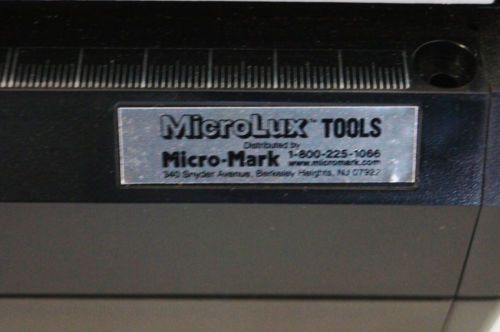 MicroLux™ TOOLS
Distributed by
Micro-Mark 1-800-225-1066
www.micromark.com
340 Snyder Avenue, Berkeley Heights, NJ 07922